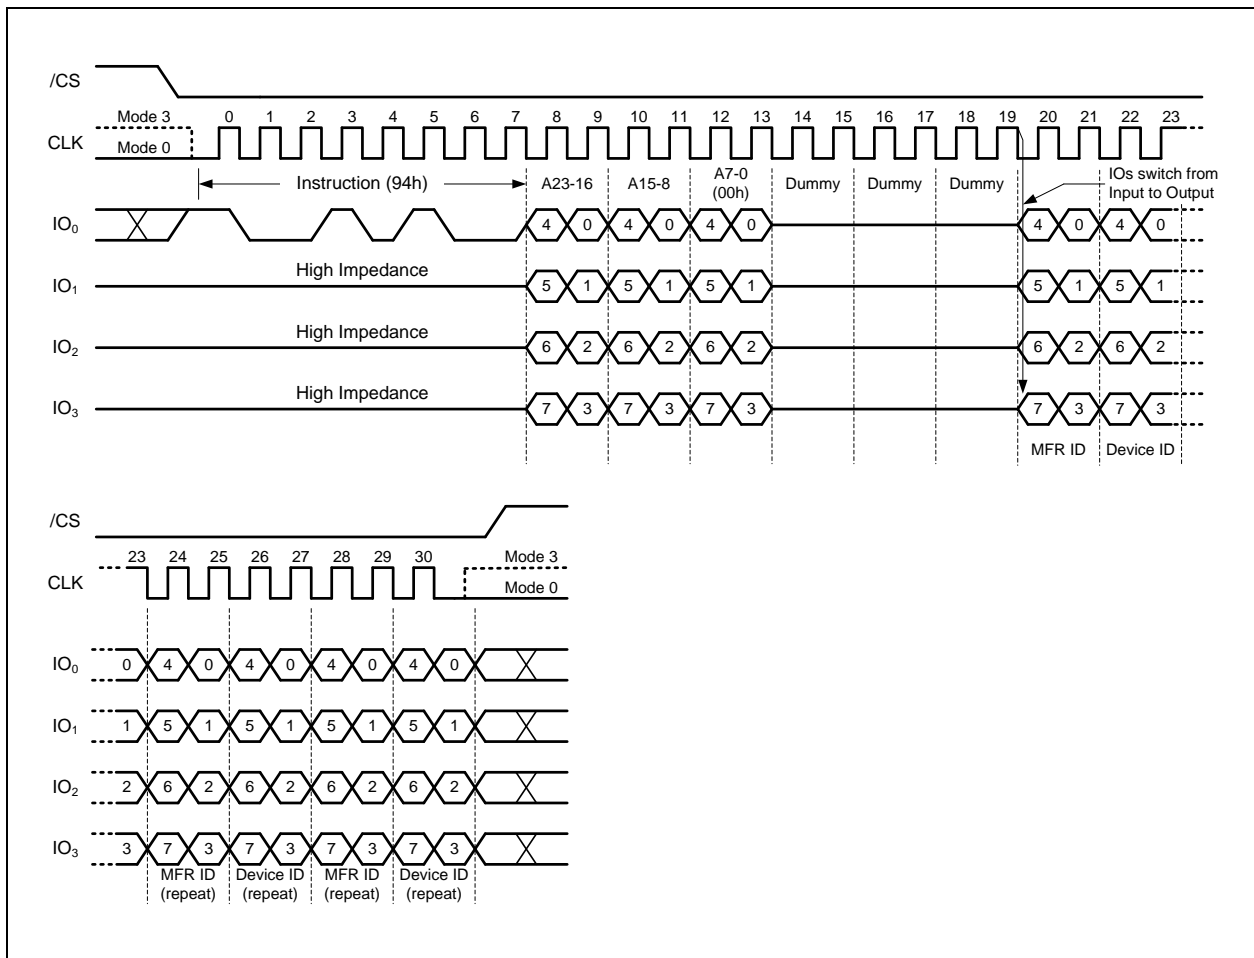 /CS
Mode 3 0 1 2 3 4 5 6 7 8 9 10 11 12 13 14 15 16 17 18 19 20 21 22 23
CLK
Mode 0
Instruction (94h) A23-16 A15-8 A7-0 (00h) Dummy Dummy Dummy
IOs switch from
Input to Output
IO0 4 0 4 0 4 0 4 0 4 0
High Impedance
IO1 5 1 5 1 5 1 5 1 5 1
High Impedance
IO2 6 2 6 2 6 2 6 2 6 2
High Impedance
IO3 7 3 7 3 7 3 7 3 7 3
MFR ID Device ID
/CS
23 24 25 26 27 28 29 30 Mode 3
CLK
Mode 0
IO0 0 4 0 4 0 4 0 4 0
IO1 1 5 1 5 1 5 1 5 1
IO2 2 6 2 6 2 6 2 6 2
IO3 3 7 3 7 3 7 3 7 3
MFR ID (repeat) Device ID (repeat) MFR ID (repeat) Device ID (repeat)